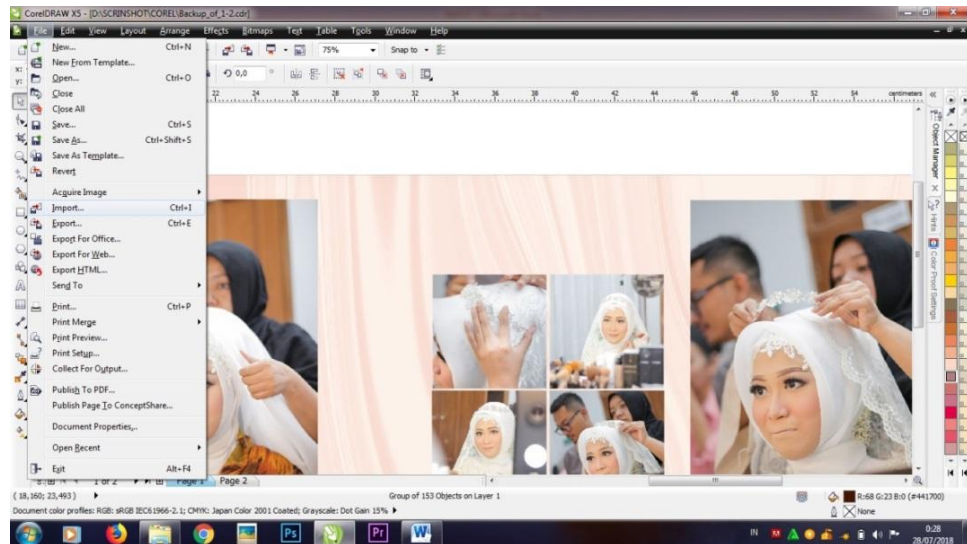 CorelDRAW X5 - [D:\SCRINSHOT\COREL\Backup_of_1-2.cdr]
File Edit View Layout Arrange Effects Bitmaps Text Table Tools Window Help
New... Ctrl+N
75% Snap to
New From Template...
0,0 °
x:
y:
Open... Ctrl+O
Close
22 24 26 28 30 32 34 36 38 40 42 44 46 48 50 52 54 centimeters
Close All
Save... Ctrl+S
Save As... Ctrl+Shift+S
Save As Template...
Revert
Acquire Image
Import... Ctrl+I
Export... Ctrl+E
Export For Office...
Export For Web...
Export HTML...
Send To
Print... Ctrl+P
Print Merge
Print Preview...
Print Setup...
Collect For Output...
Publish To PDF...
Publish Page To ConceptShare...
Document Properties...
Open Recent
Exit Alt+F4
Object Manager
Hints
Color Proof Settings
1 of 2 Page 1 Page 2
(18,160; 23,493) Group of 153 Objects on Layer 1 R:68 G:23 B:0 (#441700)
Document color profiles: RGB: sRGB IEC61966-2.1; CMYK: Japan Color 2001 Coated; Grayscale: Dot Gain 15% None
Ps Pr W IN 0:28
28/07/2018